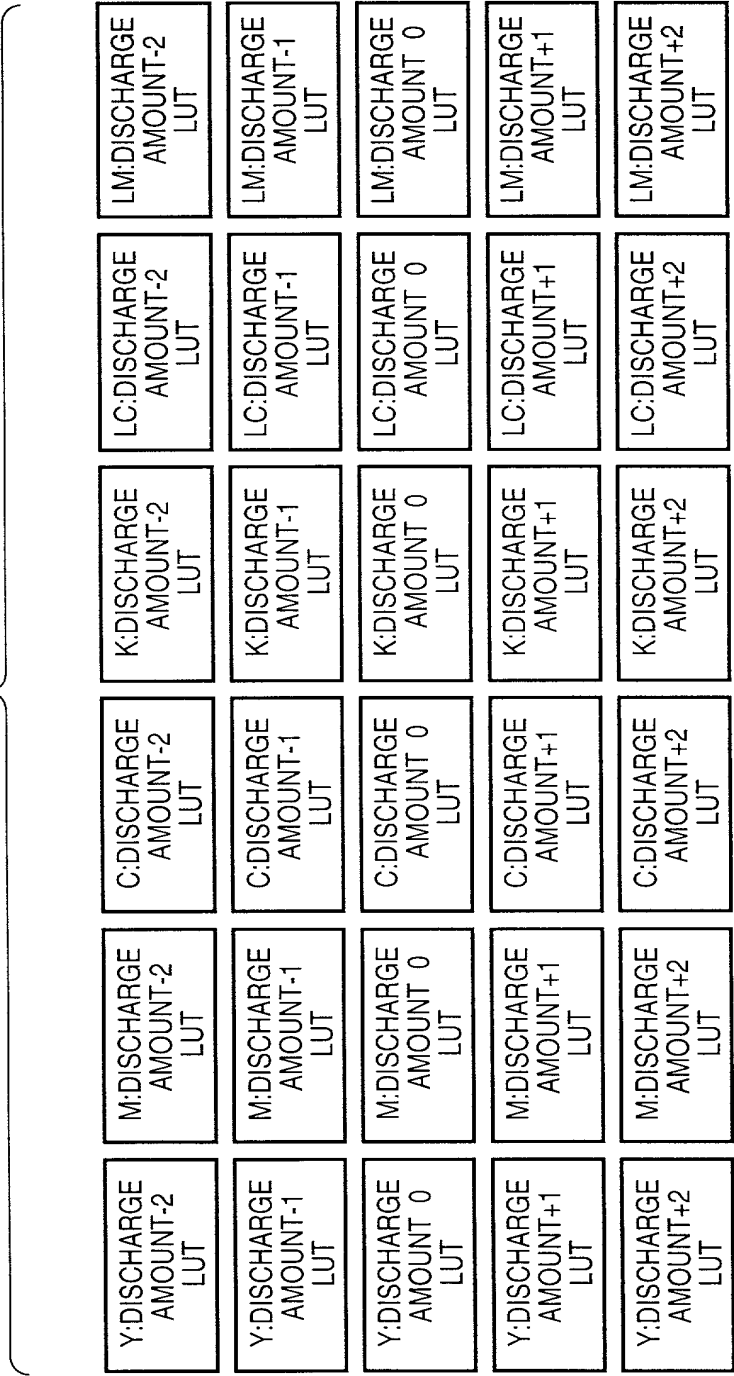 Y:DISCHARGE
AMOUNT-2
LUT
M:DISCHARGE
AMOUNT-2
LUT
C:DISCHARGE
AMOUNT-2
LUT
K:DISCHARGE
AMOUNT-2
LUT
LC:DISCHARGE
AMOUNT-2
LUT
LM:DISCHARGE
AMOUNT-2
LUT
Y:DISCHARGE
AMOUNT-1
LUT
M:DISCHARGE
AMOUNT-1
LUT
C:DISCHARGE
AMOUNT-1
LUT
K:DISCHARGE
AMOUNT-1
LUT
LC:DISCHARGE
AMOUNT-1
LUT
LM:DISCHARGE
AMOUNT-1
LUT
Y:DISCHARGE
AMOUNT 0
LUT
M:DISCHARGE
AMOUNT 0
LUT
C:DISCHARGE
AMOUNT 0
LUT
K:DISCHARGE
AMOUNT 0
LUT
LC:DISCHARGE
AMOUNT 0
LUT
LM:DISCHARGE
AMOUNT 0
LUT
Y:DISCHARGE
AMOUNT+1
LUT
M:DISCHARGE
AMOUNT+1
LUT
C:DISCHARGE
AMOUNT+1
LUT
K:DISCHARGE
AMOUNT+1
LUT
LC:DISCHARGE
AMOUNT+1
LUT
LM:DISCHARGE
AMOUNT+1
LUT
Y:DISCHARGE
AMOUNT+2
LUT
M:DISCHARGE
AMOUNT+2
LUT
C:DISCHARGE
AMOUNT+2
LUT
K:DISCHARGE
AMOUNT+2
LUT
LC:DISCHARGE
AMOUNT+2
LUT
LM:DISCHARGE
AMOUNT+2
LUT